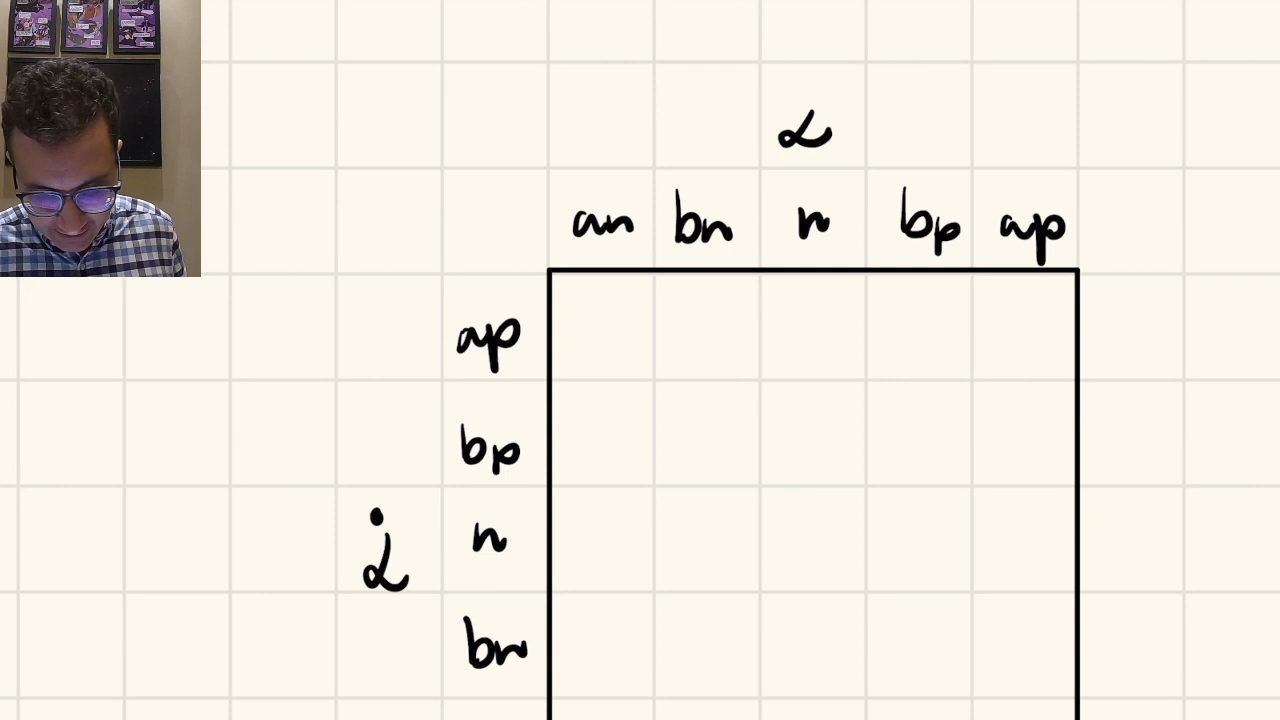 α
an bn n bp ap
ap
bp
n
α̇
bn